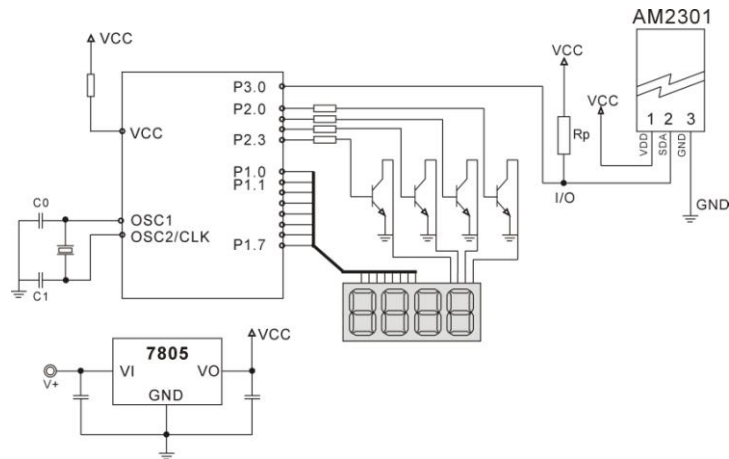 AM2301
VCC
VCC
VCC
1 2 3
VDD
SDA
GND
Rp
I/O
GND
P3.0
P2.0
P2.3
VCC
P1.0
P1.1
P1.7
C0
OSC1
OSC2/CLK
C1
8888
VCC
7805
VI
VO
GND
V+